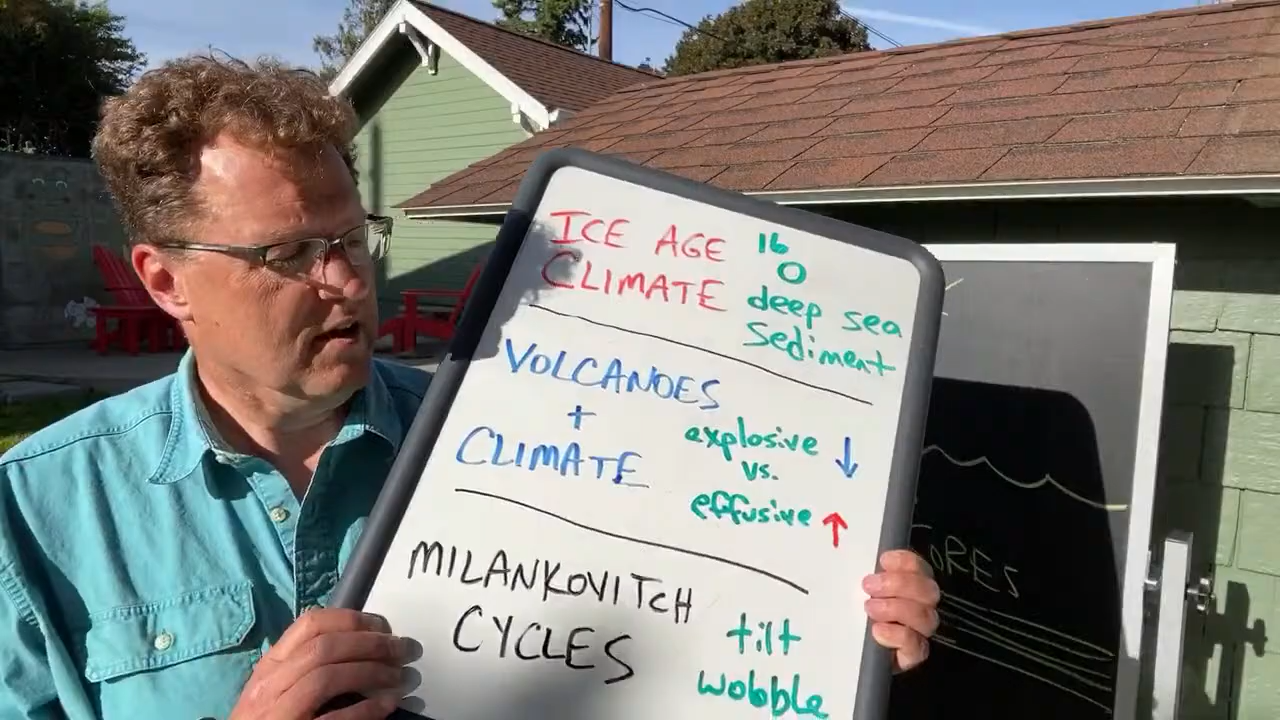 ICE AGE
CLIMATE
16
O
deep sea
sediment
VOLCANOES
+
CLIMATE
explosive ↓
vs.
effusive ↑
MILANKOVITCH
CYCLES
tilt
wobble
ORES